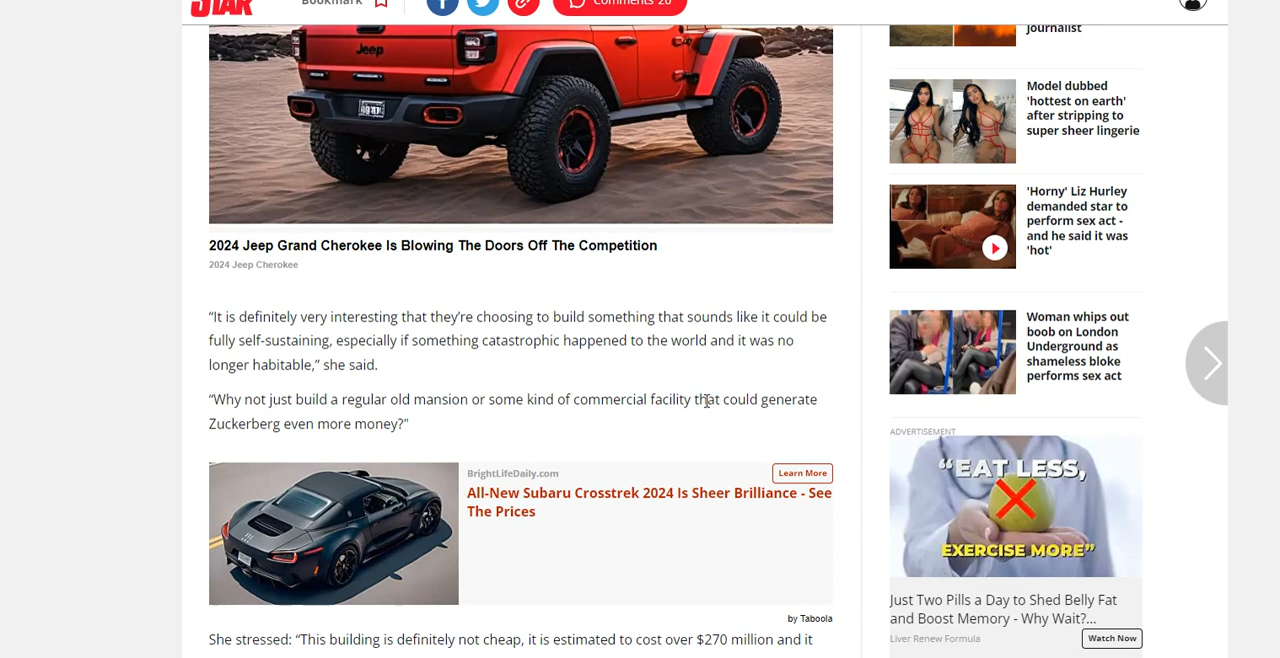 STAR
Bookmark
Comments 20
Jeep
2024 Jeep Grand Cherokee Is Blowing The Doors Off The Competition
2024 Jeep Cherokee
“It is definitely very interesting that they’re choosing to build something that sounds like it could be
fully self-sustaining, especially if something catastrophic happened to the world and it was no
longer habitable,” she said.
“Why not just build a regular old mansion or some kind of commercial facility that could generate
Zuckerberg even more money?"
BrightLifeDaily.com
Learn More
All-New Subaru Crosstrek 2024 Is Sheer Brilliance - See
The Prices
by Taboola
She stressed: “This building is definitely not cheap, it is estimated to cost over $270 million and it
journalist
Model dubbed
'hottest on earth'
after stripping to
super sheer lingerie
'Horny' Liz Hurley
demanded star to
perform sex act -
and he said it was
'hot'
Woman whips out
boob on London
Underground as
shameless bloke
performs sex act
ADVERTISEMENT
“EAT LESS,
EXERCISE MORE”
Just Two Pills a Day to Shed Belly Fat
and Boost Memory - Why Wait?...
Liver Renew Formula
Watch Now